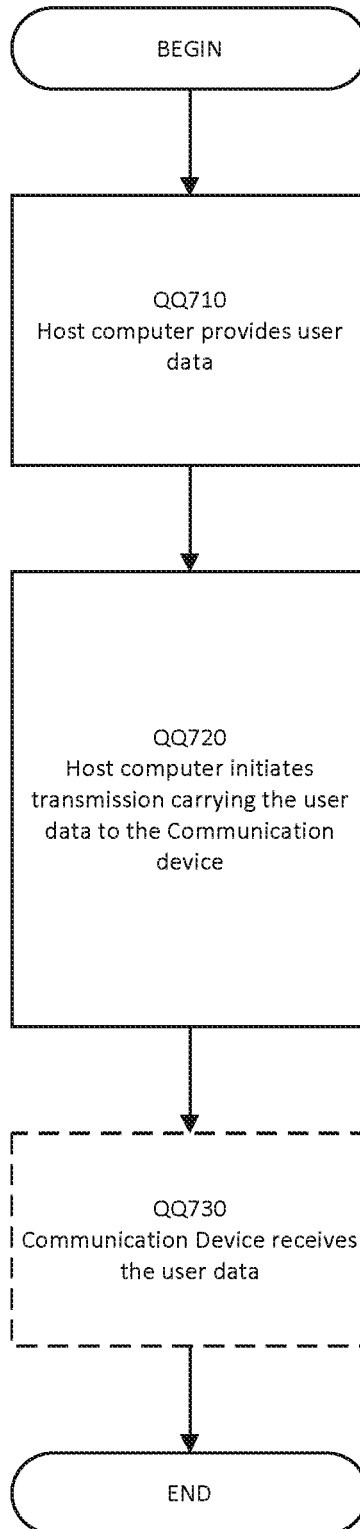 BEGIN
QQ710
Host computer provides user
data
QQ720
Host computer initiates
transmission carrying the user
data to the Communication
device
QQ730
Communication Device receives
the user data
END